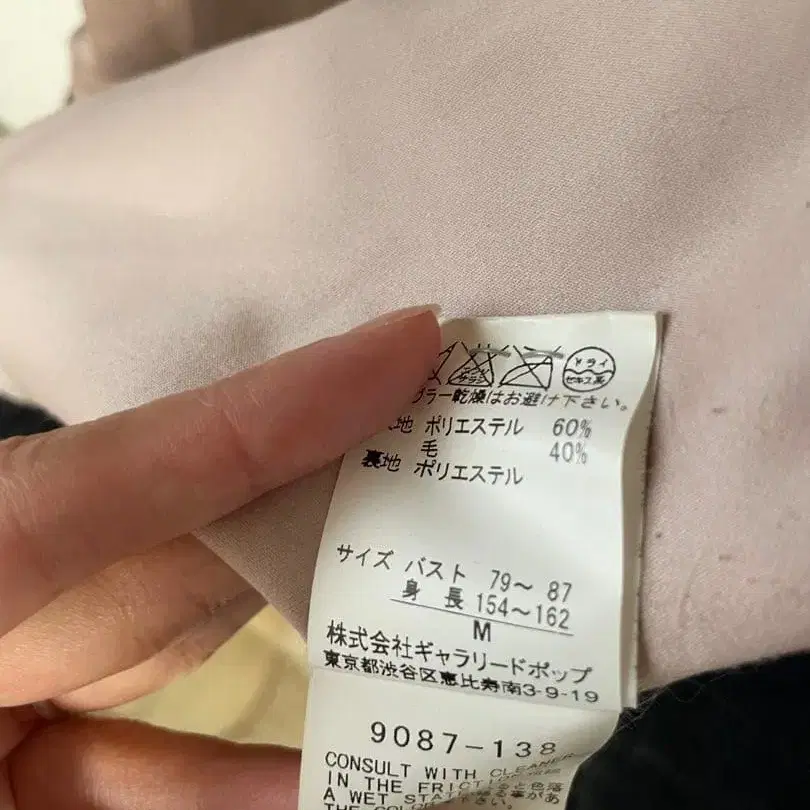 ドライ
セキユ系
ラー乾燥はお避け下さい。
地 ポリエステル 60%
毛 40%
裏地 ポリエステル
サイズ バスト 79〜 87
身 長 154〜162
M
株式会社ギャラリードポップ
東京都渋谷区恵比寿南3-9-19
9087-138
CONSULT WITH CLEANER
IN THE FRICTION
A WET STAT